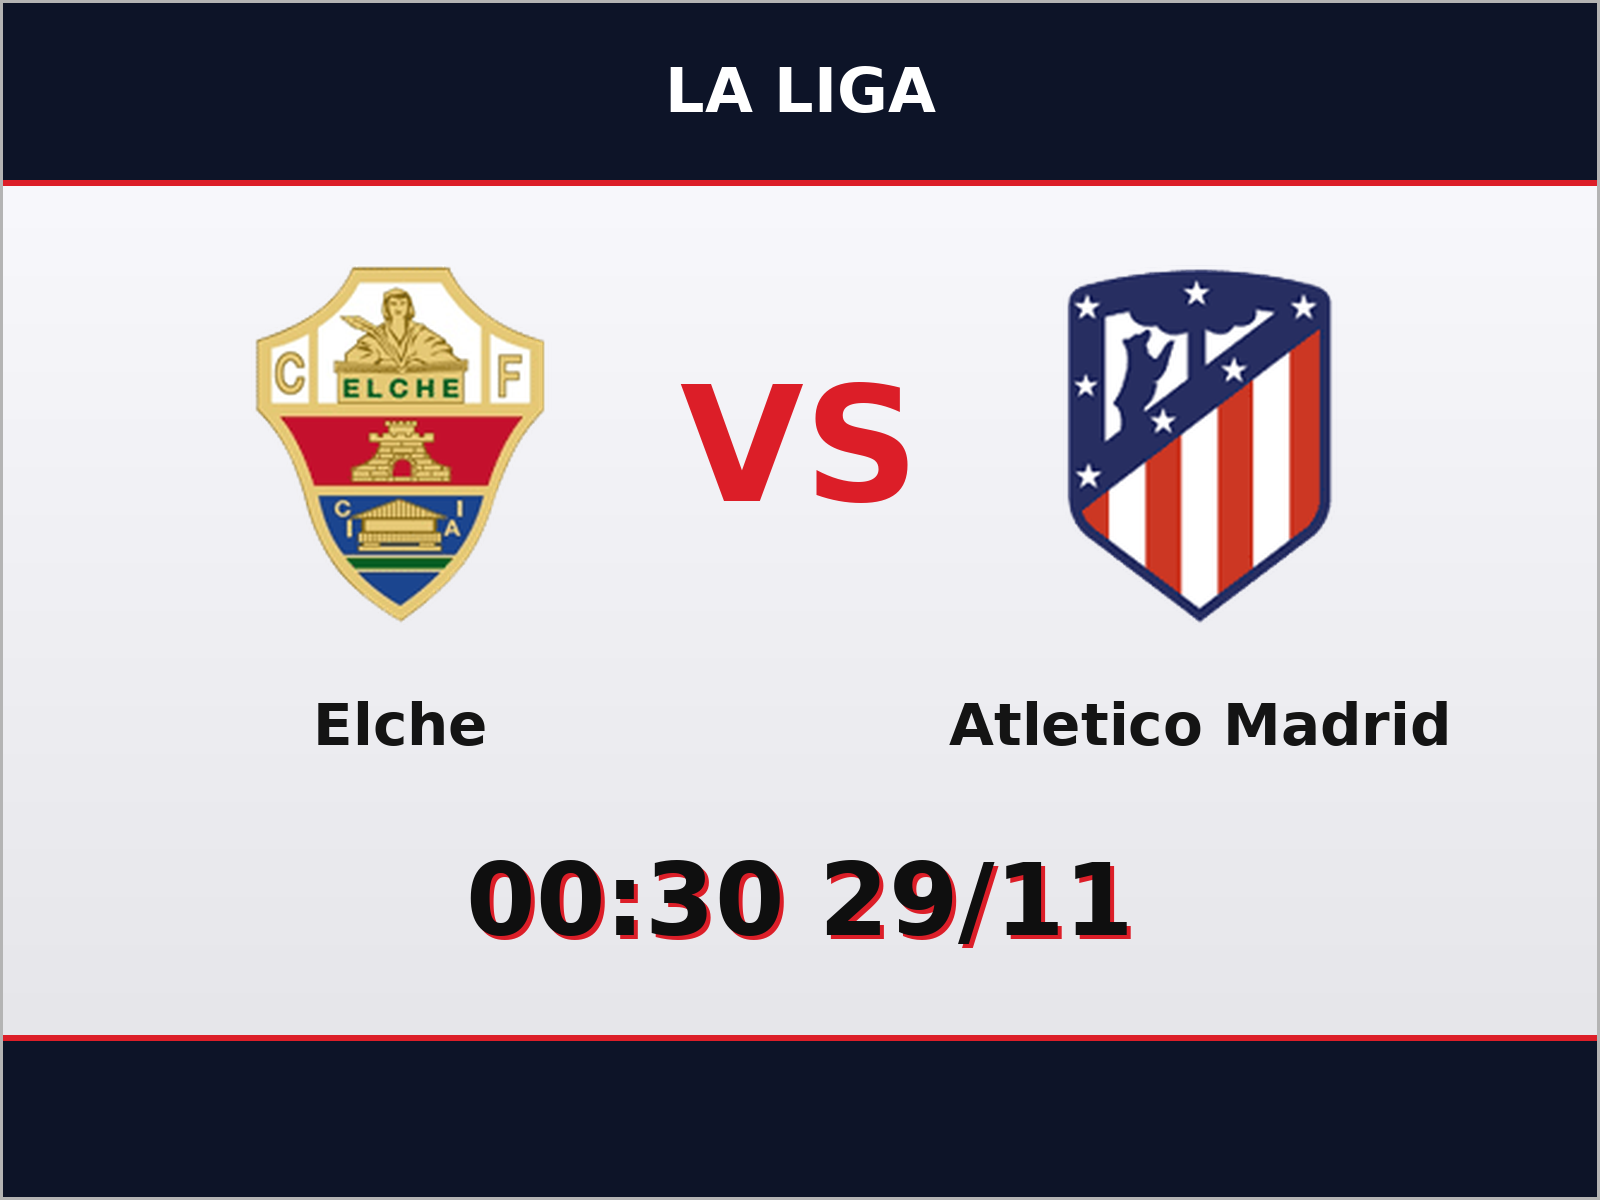 LA LIGA
C ELCHE F
VS
C I
I A
Elche
Atletico Madrid
00:30 29/11